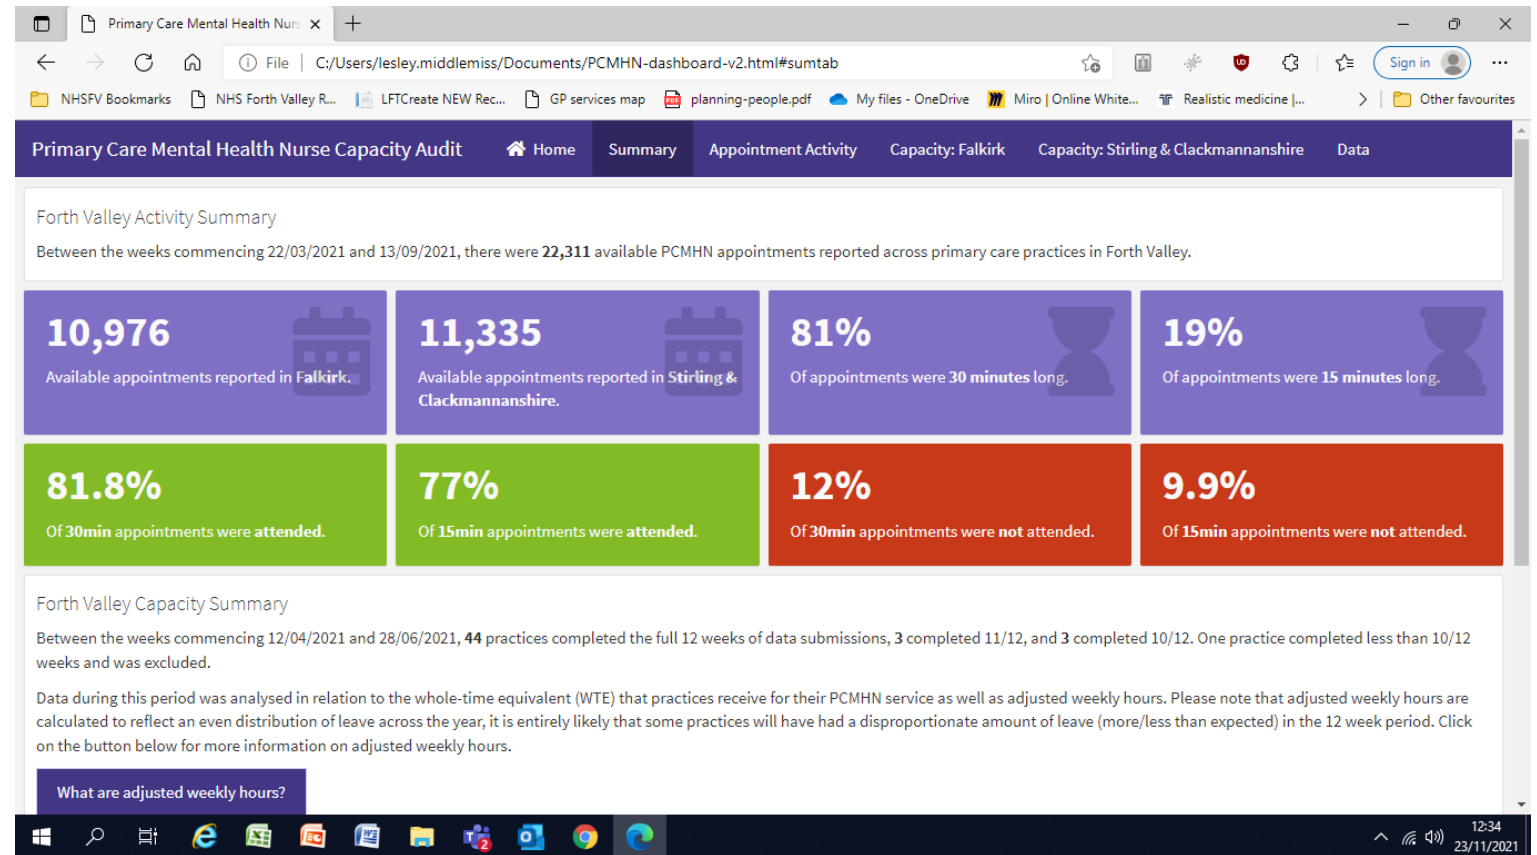 Primary Care Mental Health Nurs
File
C:/Users/lesley.middlemiss/Documents/PCMHN-dashboard-v2.html#sumtab
Sign in
NHSFV Bookmarks
NHS Forth Valley R...
LFTCreate NEW Rec...
GP services map
planning-people.pdf
My files - OneDrive
Miro | Online White...
Realistic medicine |...
Other favourites
Primary Care Mental Health Nurse Capacity Audit
Home
Summary
Appointment Activity
Capacity: Falkirk
Capacity: Stirling & Clackmannanshire
Data
Forth Valley Activity Summary
Between the weeks commencing 22/03/2021 and 13/09/2021, there were 22,311 available PCMHN appointments reported across primary care practices in Forth Valley.
10,976
Available appointments reported in Falkirk.
11,335
Available appointments reported in Stirling &
Clackmannanshire.
81%
Of appointments were 30 minutes long.
19%
Of appointments were 15 minutes long.
81.8%
Of 30min appointments were attended.
77%
Of 15min appointments were attended.
12%
Of 30min appointments were not attended.
9.9%
Of 15min appointments were not attended.
Forth Valley Capacity Summary
Between the weeks commencing 12/04/2021 and 28/06/2021, 44 practices completed the full 12 weeks of data submissions, 3 completed 11/12, and 3 completed 10/12. One practice completed less than 10/12
weeks and was excluded.
Data during this period was analysed in relation to the whole-time equivalent (WTE) that practices receive for their PCMHN service as well as adjusted weekly hours. Please note that adjusted weekly hours are
calculated to reflect an even distribution of leave across the year, it is entirely likely that some practices will have had a disproportionate amount of leave (more/less than expected) in the 12 week period. Click
on the button below for more information on adjusted weekly hours.
What are adjusted weekly hours?
12:34
23/11/2021